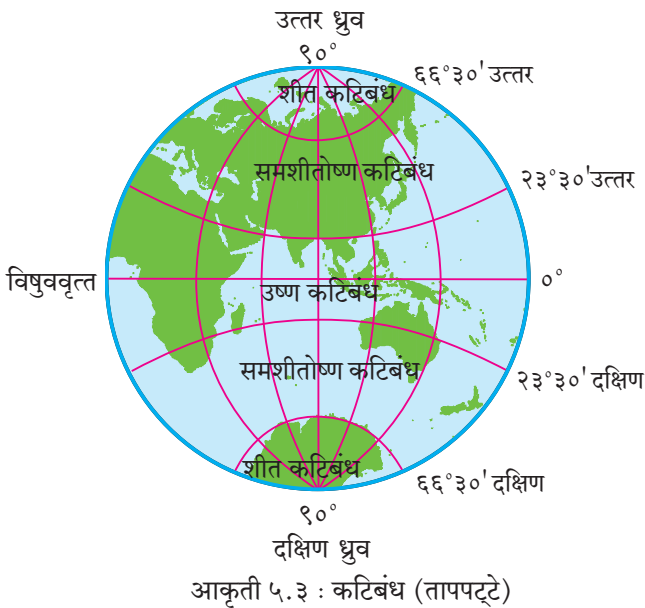 उत्तर ध्रुव
९०°
६६°३०' उत्तर
शीत कटिबंध
समशीतोष्ण कटिबंध
२३°३०'उत्तर
विषुववृत्त
०°
उष्ण कटिबंध
समशीतोष्ण कटिबंध
२३°३०' दक्षिण
शीत कटिबंध
६६°३०' दक्षिण
९०°
दक्षिण ध्रुव
आकृती ५.३ : कटिबंध (तापपट्टे)